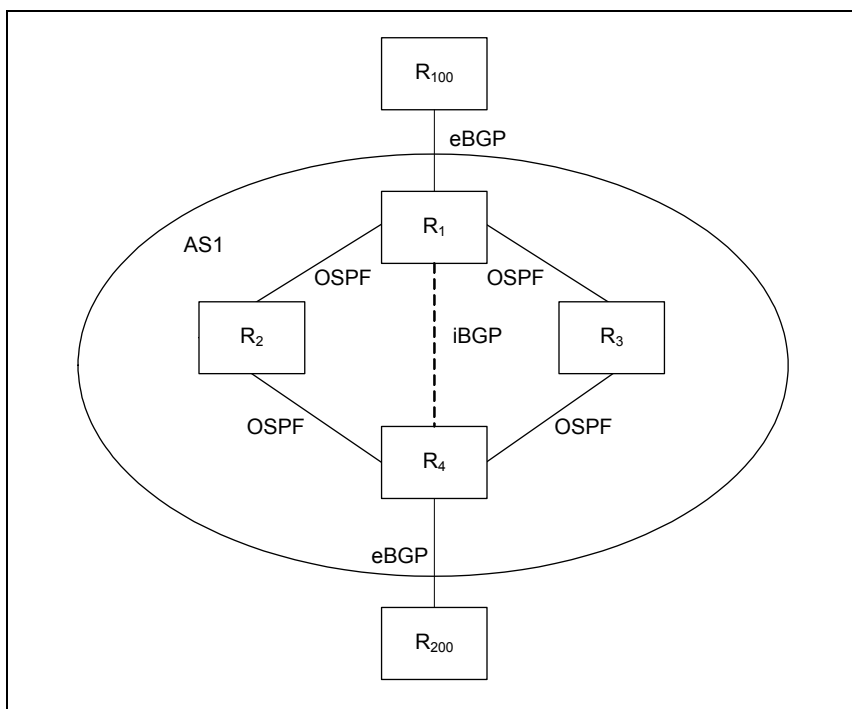 R100
eBGP
R1
AS1
OSPF
OSPF
R2
iBGP
R3
OSPF
OSPF
R4
eBGP
R200